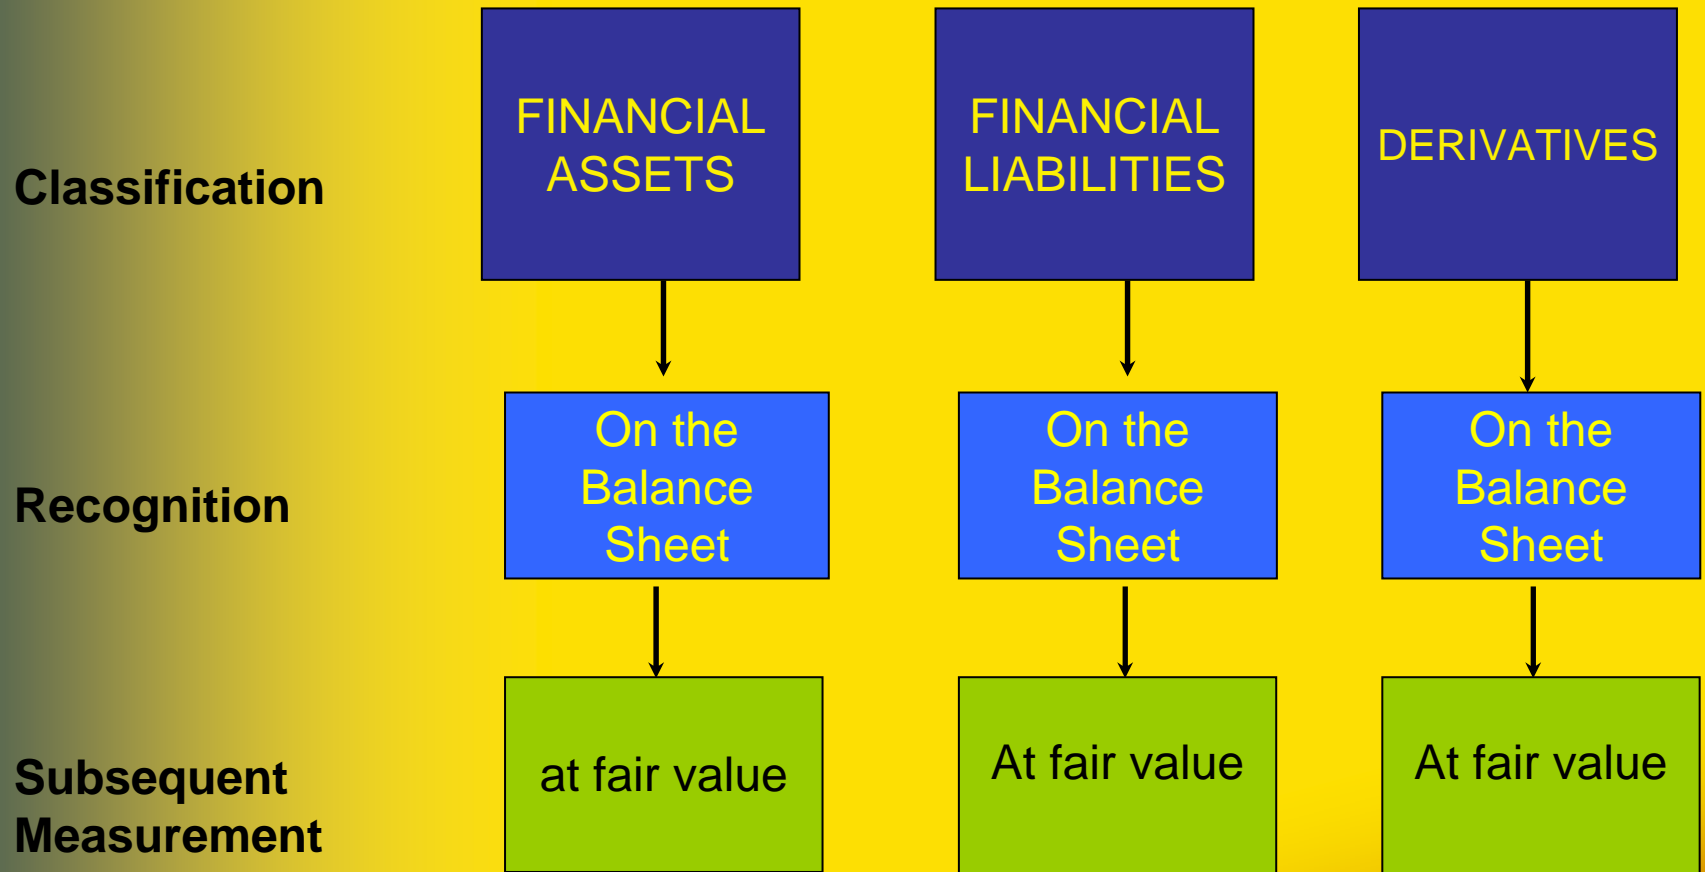 Classification
FINANCIAL
ASSETS
FINANCIAL
LIABILITIES
DERIVATIVES
Recognition
On the
Balance
Sheet
On the
Balance
Sheet
On the
Balance
Sheet
Subsequent
Measurement
at fair value
At fair value
At fair value